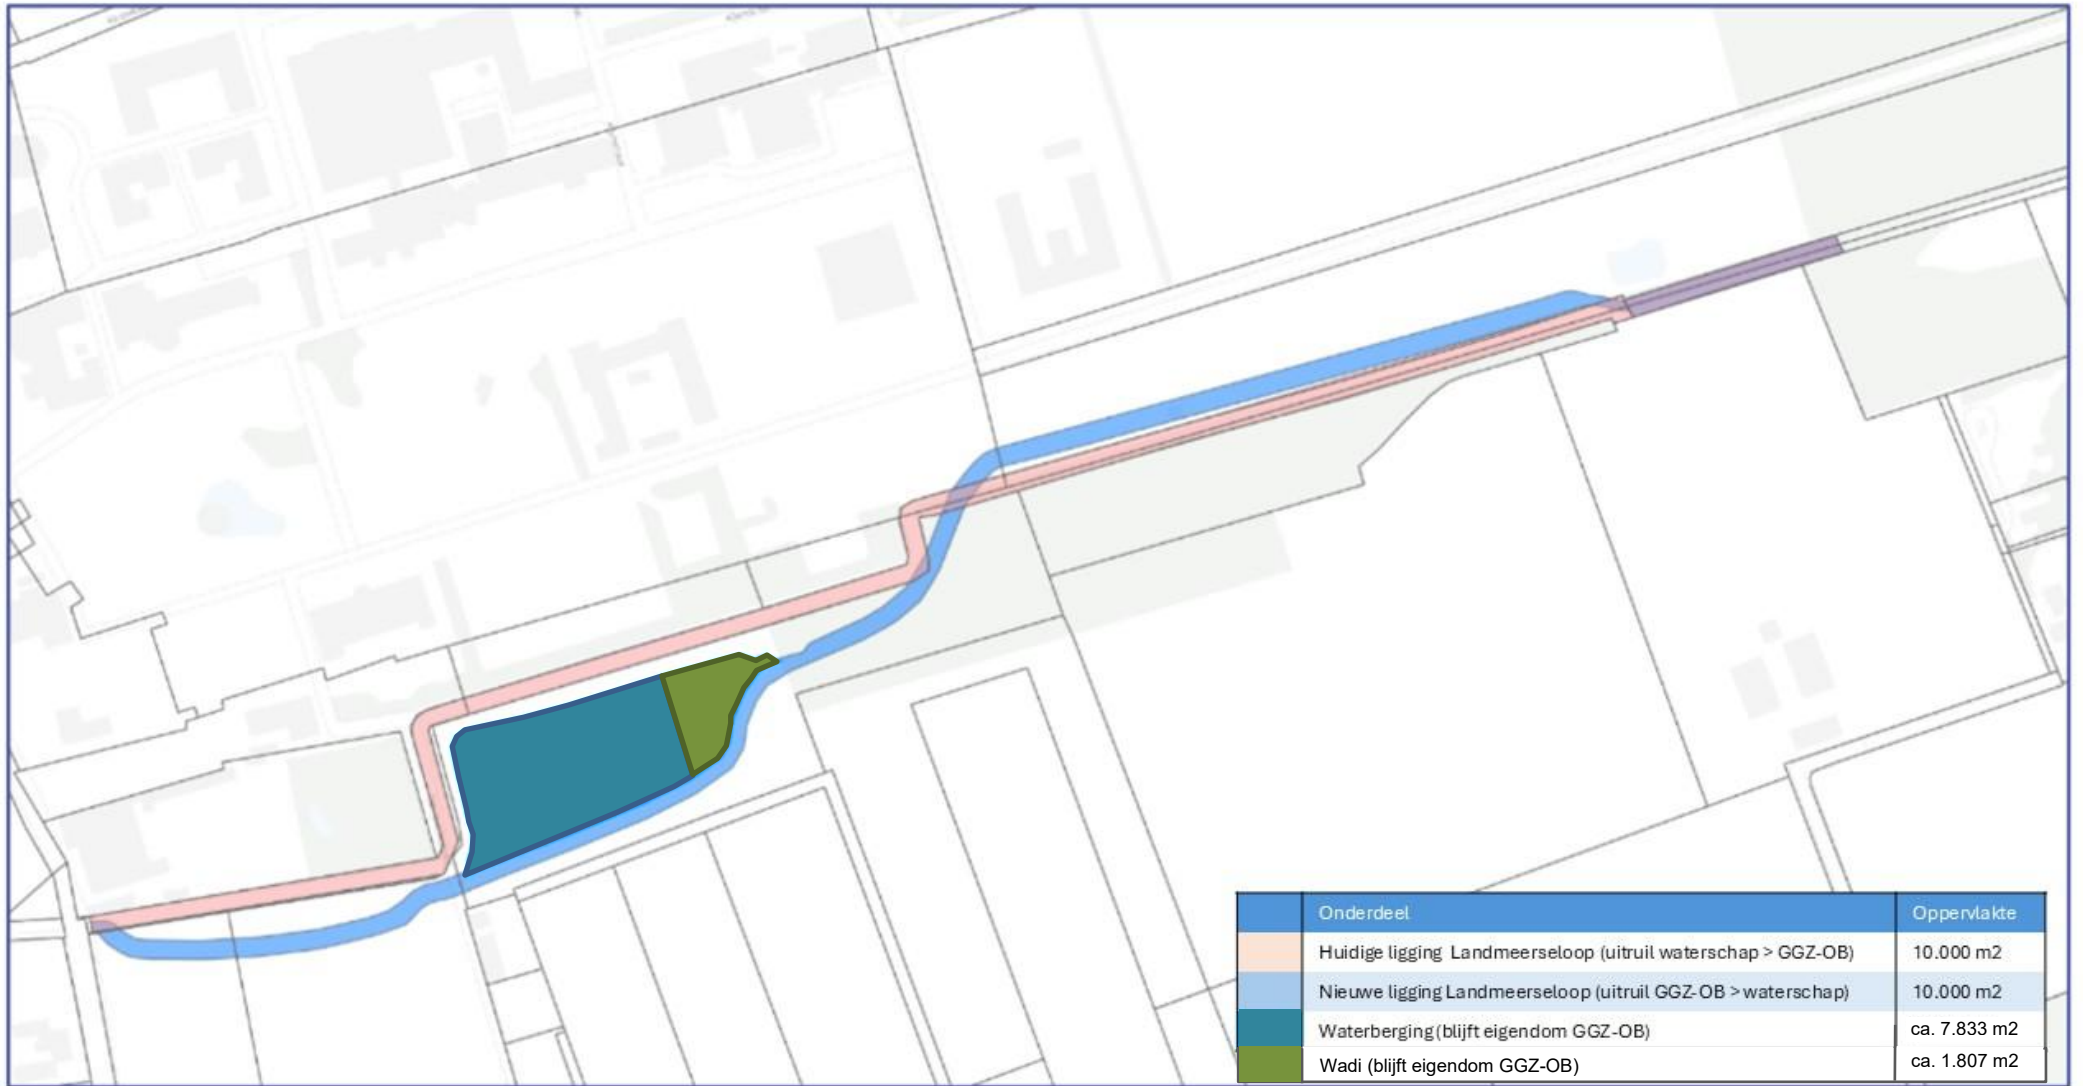 Onderdeel Oppervlakte
Huidige ligging Landmeerseloop (uitruil waterschap > GGZ-OB) 10.000 m2
Nieuwe ligging Landmeerseloop (uitruil GGZ-OB > waterschap) 10.000 m2
Waterberging (blijft eigendom GGZ-OB) ca. 7.833 m2
Wadi (blijft eigendom GGZ-OB) ca. 1.807 m2